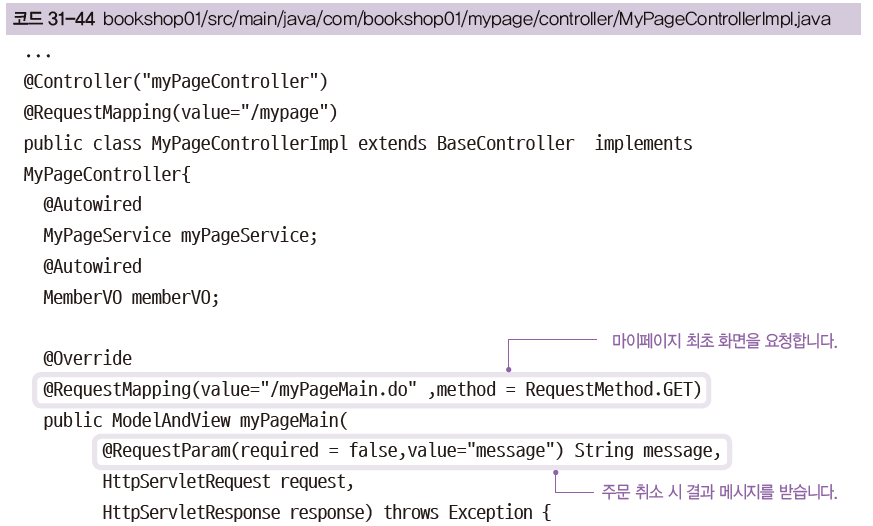 코드 31-44 bookshop01/src/main/java/com/bookshop01/mypage/controller/MyPageControllerImpl.java
...
@Controller("myPageController")
@RequestMapping(value="/mypage")
public class MyPageControllerImpl extends BaseController  implements
MyPageController{
@Autowired
MyPageService myPageService;
@Autowired
MemberVO memberVO;
마이페이지 최초 화면을 요청합니다.
@Override
@RequestMapping(value="/myPageMain.do" ,method = RequestMethod.GET)
public ModelAndView myPageMain(
@RequestParam(required = false,value="message") String message,
HttpServletRequest request,
주문 취소 시 결과 메시지를 받습니다.
HttpServletResponse response) throws Exception {